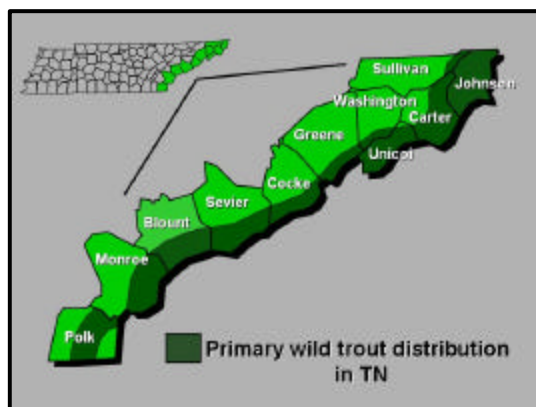 Sullivan
Johnson
Washington
Carter
Greene
Unicoi
Cocke
Sevier
Blount
Monroe
Polk
Primary wild trout distribution
in TN